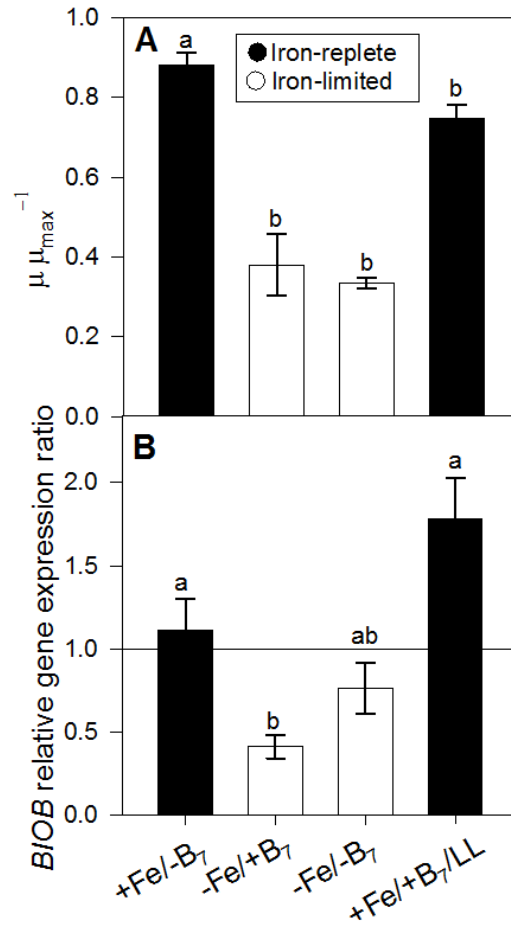 A
a
● Iron-replete
○ Iron-limited
b
b
b
μ μmax⁻¹
1.0
0.8
0.6
0.4
0.2
0.0
B
a
b
ab
a
BIOB relative gene expression ratio
2.0
1.5
1.0
0.5
0.0
+Fe/-B₇
-Fe/+B₇
-Fe/-B₇
+Fe/+B₇/LL